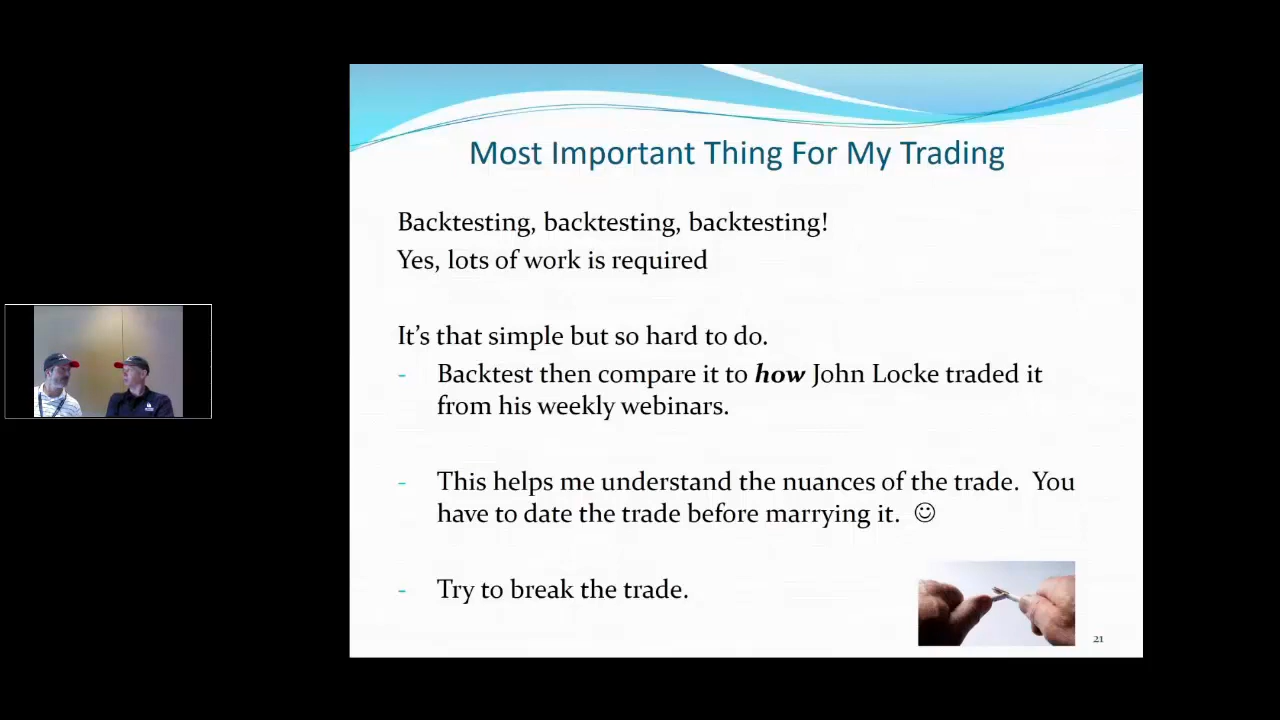 Most Important Thing For My Trading
Backtesting, backtesting, backtesting!
Yes, lots of work is required
It’s that simple but so hard to do.
- Backtest then compare it to how John Locke traded it
from his weekly webinars.
- This helps me understand the nuances of the trade. You
have to date the trade before marrying it. ☺
- Try to break the trade.
21